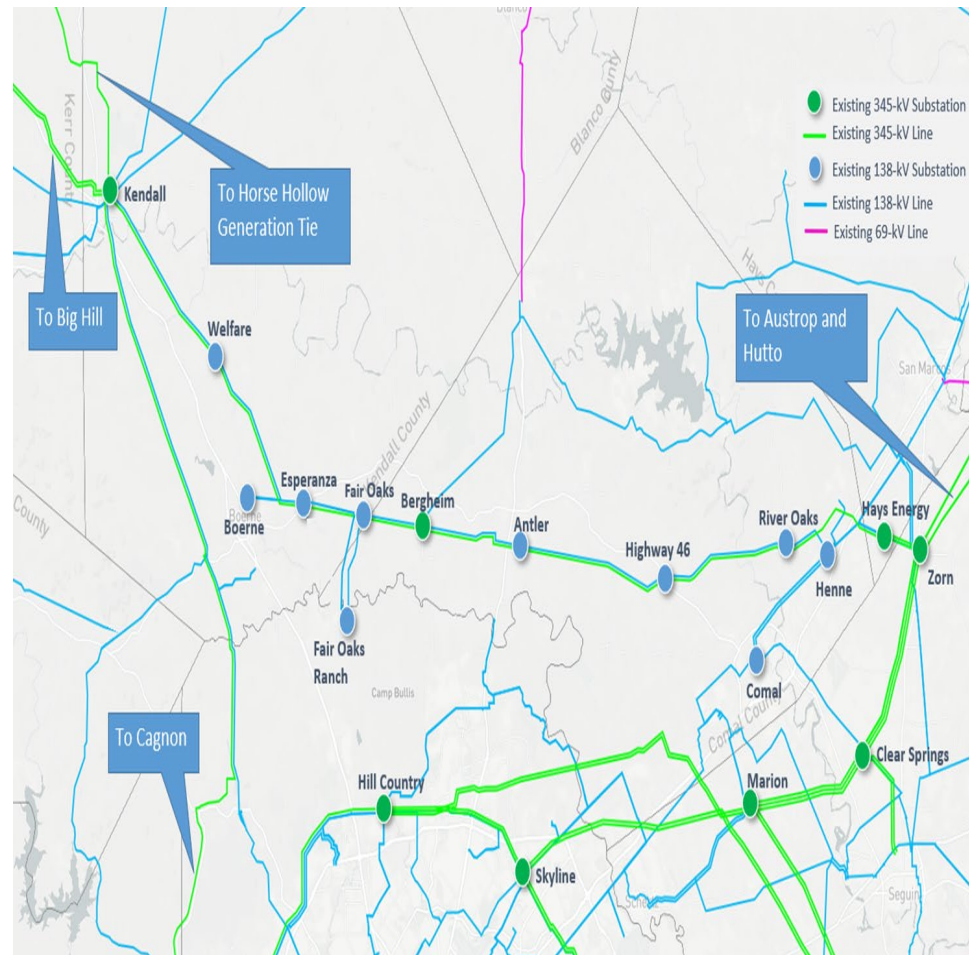 Blanco
Kerr County
Blanco County
Existing 345-kV Substation
Existing 345-kV Line
Existing 138-kV Substation
Existing 138-kV Line
Existing 69-kV Line
Kendall
To Horse Hollow
Generation Tie
Hays C
To Big Hill
To Austrop and
Hutto
Welfare
San Marcos
Kendall County
County
Esperanza
Fair Oaks
Bergheim
Boerne
Boerne
Antler
River Oaks
Hays Energy
Highway 46
Henne
Zorn
Fair Oaks
Ranch
Camp Bullis
Comal
Comal County
To Cagnon
Hill Country
Marion
Clear Springs
Skyline
Seguin